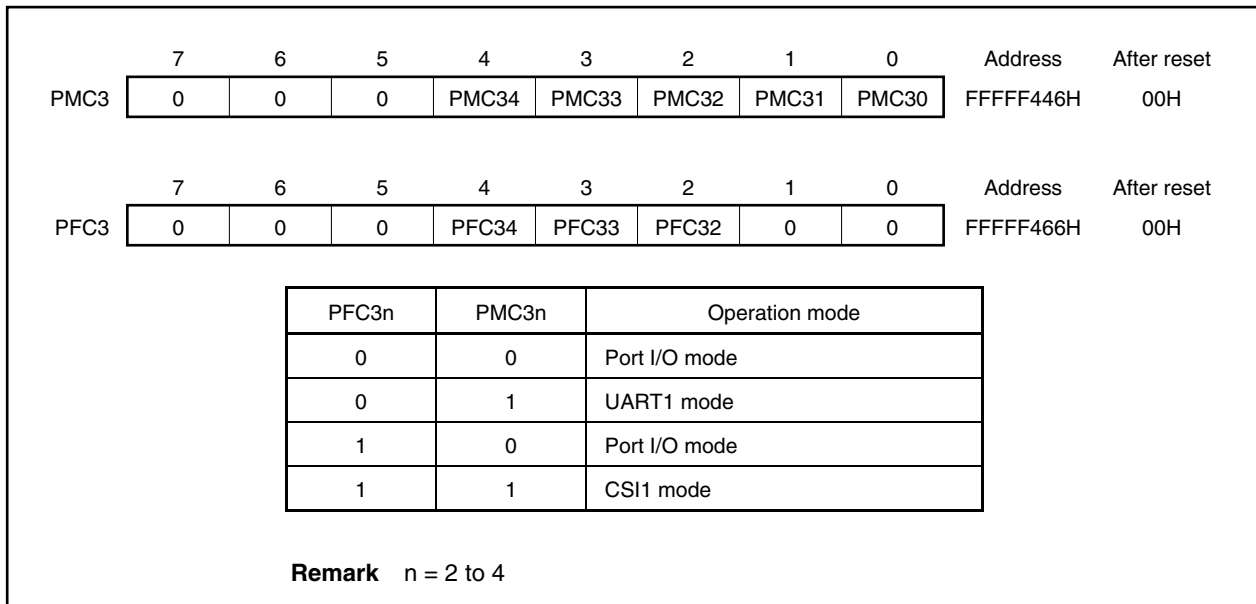 7 6 5 4 3 2 1 0 Address After reset
PMC3 0 0 0 PMC34 PMC33 PMC32 PMC31 PMC30 FFFFF446H 00H
7 6 5 4 3 2 1 0 Address After reset
PFC3 0 0 0 PFC34 PFC33 PFC32 0 0 FFFFF466H 00H
PFC3n PMC3n Operation mode
0 0 Port I/O mode
0 1 UART1 mode
1 0 Port I/O mode
1 1 CSI1 mode
Remark n = 2 to 4